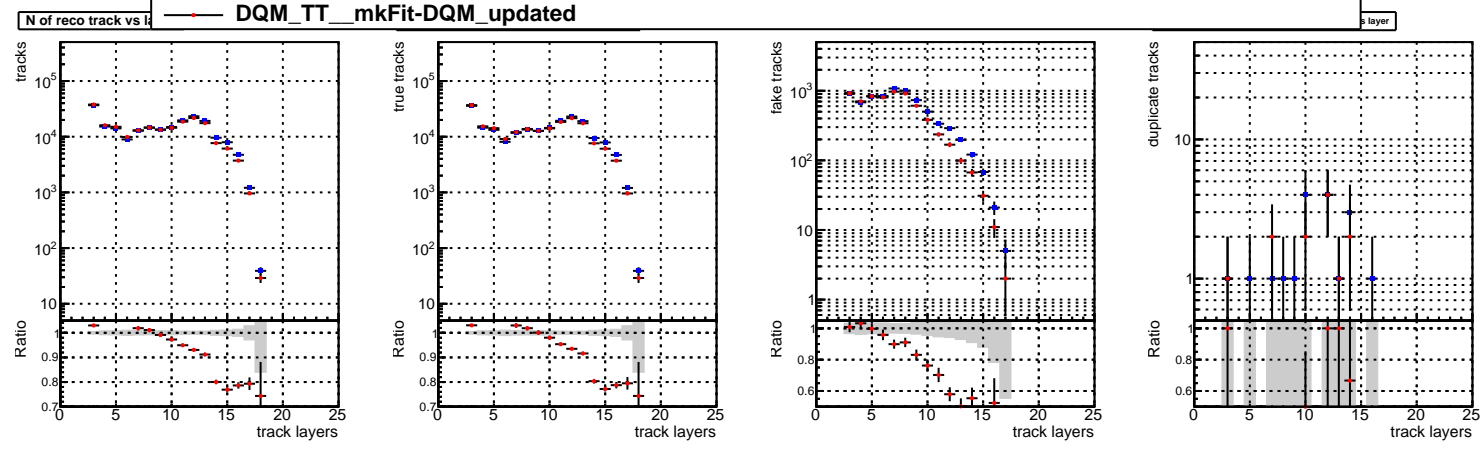 DQM_TT__mkFit-DQM_updated
N of reco track vs la
s layer
tracks
10⁵
10⁴
10³
10²
10
Ratio
1
0.9
0.8
0.7
0 5 10 15 20 25
track layers
true tracks
10⁵
10⁴
10³
10²
10
Ratio
1
0.9
0.8
0.7
0 5 10 15 20 25
track layers
fake tracks
10³
10²
10
1
Ratio
1
0.8
0.6
0 5 10 15 20 25
track layers
duplicate tracks
10
1
Ratio
1
0.8
0.6
0 5 10 15 20 25
track layers